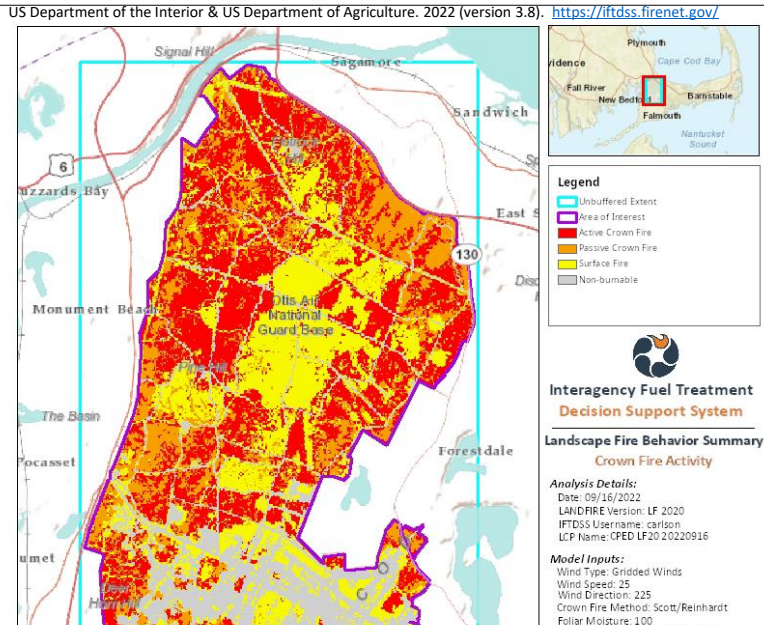 US Department of the Interior & US Department of Agriculture. 2022 (version 3.8). https://iftdss.firenet.gov/
Signal Hill
Sagamore
Sandwich
6
uzzards Bay
East S
130
Monument Beach
Otis Air
National
Guard Base
Pine Hill
The Basin
Pocasset
Forestdale
umet
Plymouth
vidence
Cape Cod Bay
Fall River
New Bedfo
Barnstable
Falmouth
Nantucket
Sound
Legend
Unbuffered Extent
Area of Interest
Active Crown Fire
Passive Crown Fire
Surface Fire
Non-burnable
Interagency Fuel Treatment
Decision Support System
Landscape Fire Behavior Summary
Crown Fire Activity
Analysis Details:
Date: 09/16/2022
LANDFIRE Version: LF 2020
IFTDSS Username: carlson
LCP Name: CPED LF20 20220916
Model Inputs:
Wind Type: Gridded Winds
Wind Speed: 25
Wind Direction: 225
Crown Fire Method: Scott/Reinhardt
Foliar Moisture: 100